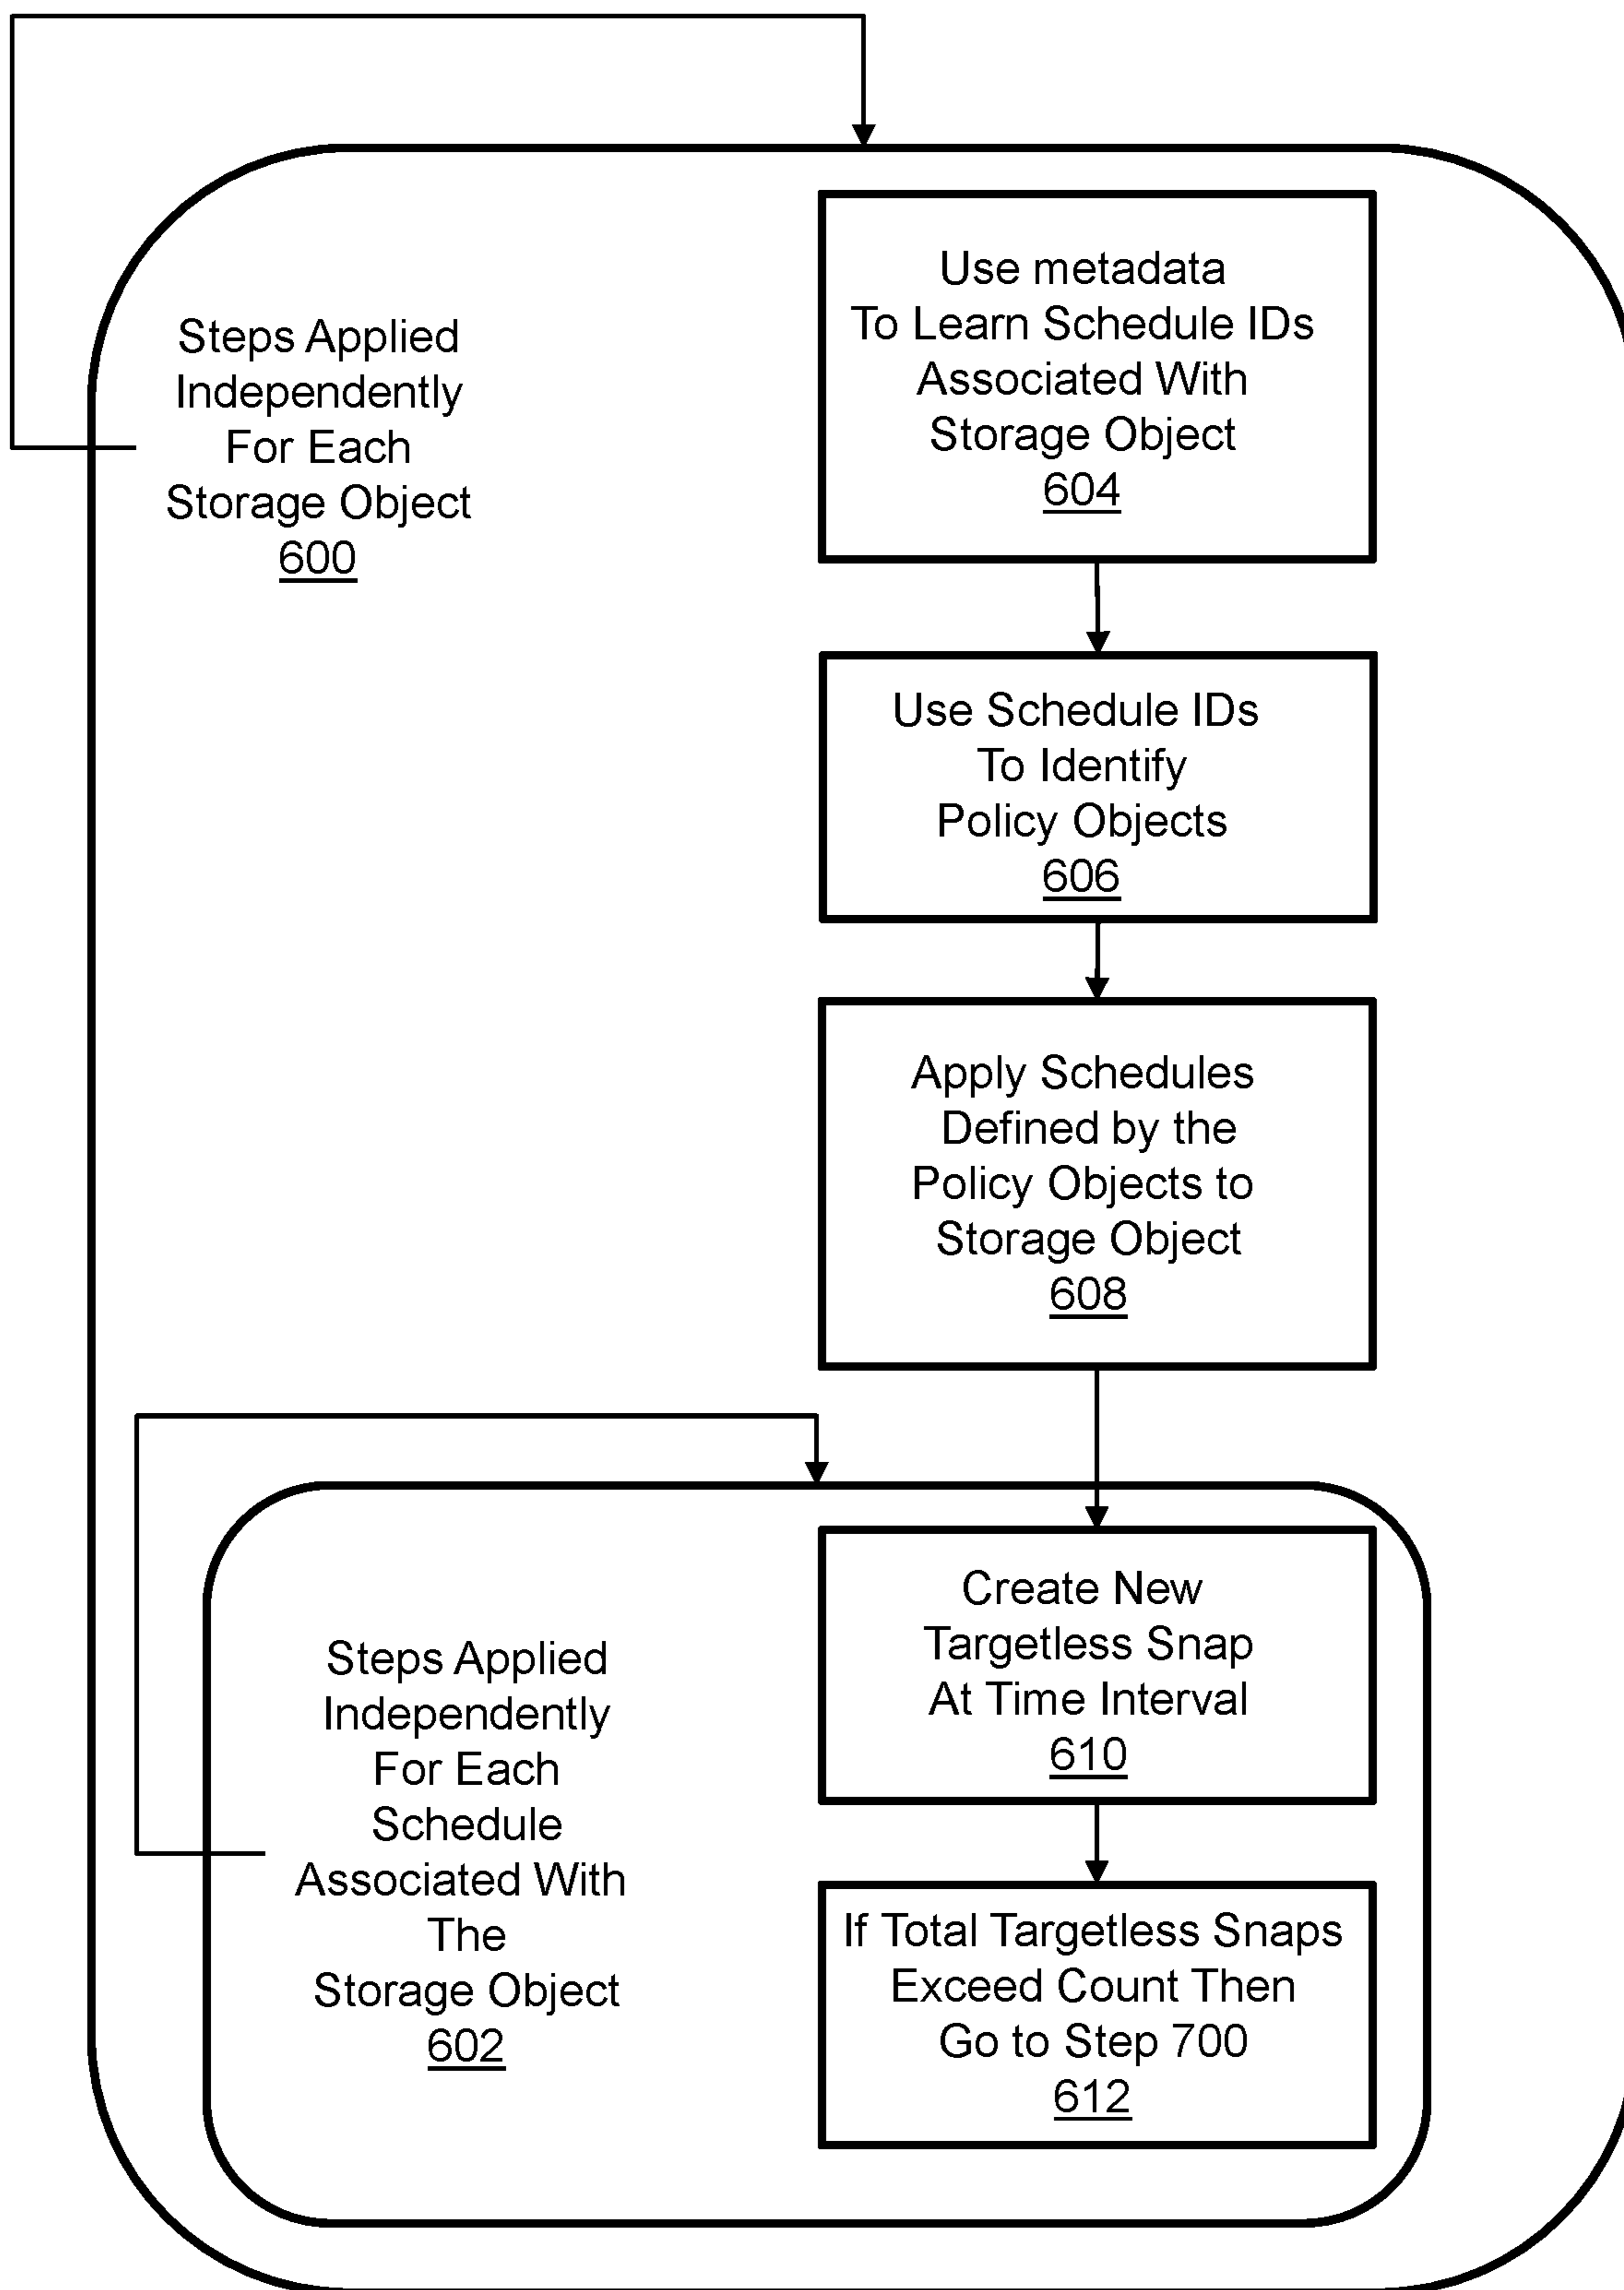 Steps Applied
Independently
For Each
Storage Object
600
Use metadata
To Learn Schedule IDs
Associated With
Storage Object
604
Use Schedule IDs
To Identify
Policy Objects
606
Apply Schedules
Defined by the
Policy Objects to
Storage Object
608
Steps Applied
Independently
For Each
Schedule
Associated With
The
Storage Object
602
Create New
Targetless Snap
At Time Interval
610
If Total Targetless Snaps
Exceed Count Then
Go to Step 700
612